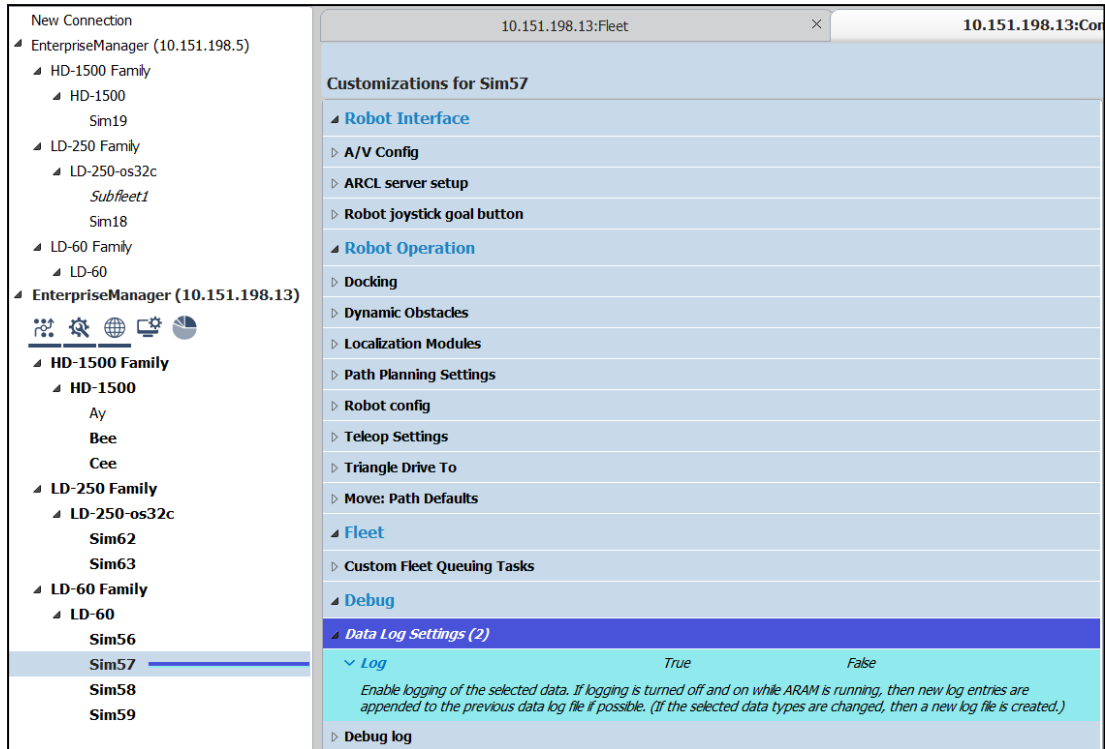 New Connection
EnterpriseManager (10.151.198.5)
HD-1500 Family
HD-1500
Sim19
LD-250 Family
LD-250-os32c
Subfleet1
Sim18
LD-60 Family
LD-60
EnterpriseManager (10.151.198.13)
HD-1500 Family
HD-1500
Ay
Bee
Cee
LD-250 Family
LD-250-os32c
Sim62
Sim63
LD-60 Family
LD-60
Sim56
Sim57
Sim58
Sim59
10.151.198.13:Fleet
10.151.198.13:Con
Customizations for Sim57
Robot Interface
A/V Config
ARCL server setup
Robot joystick goal button
Robot Operation
Docking
Dynamic Obstacles
Localization Modules
Path Planning Settings
Robot config
Teleop Settings
Triangle Drive To
Move: Path Defaults
Fleet
Custom Fleet Queuing Tasks
Debug
Data Log Settings (2)
Log True False
Enable logging of the selected data. If logging is turned off and on while ARAM is running, then new log entries are
appended to the previous data log file if possible. (If the selected data types are changed, then a new log file is created.)
Debug log